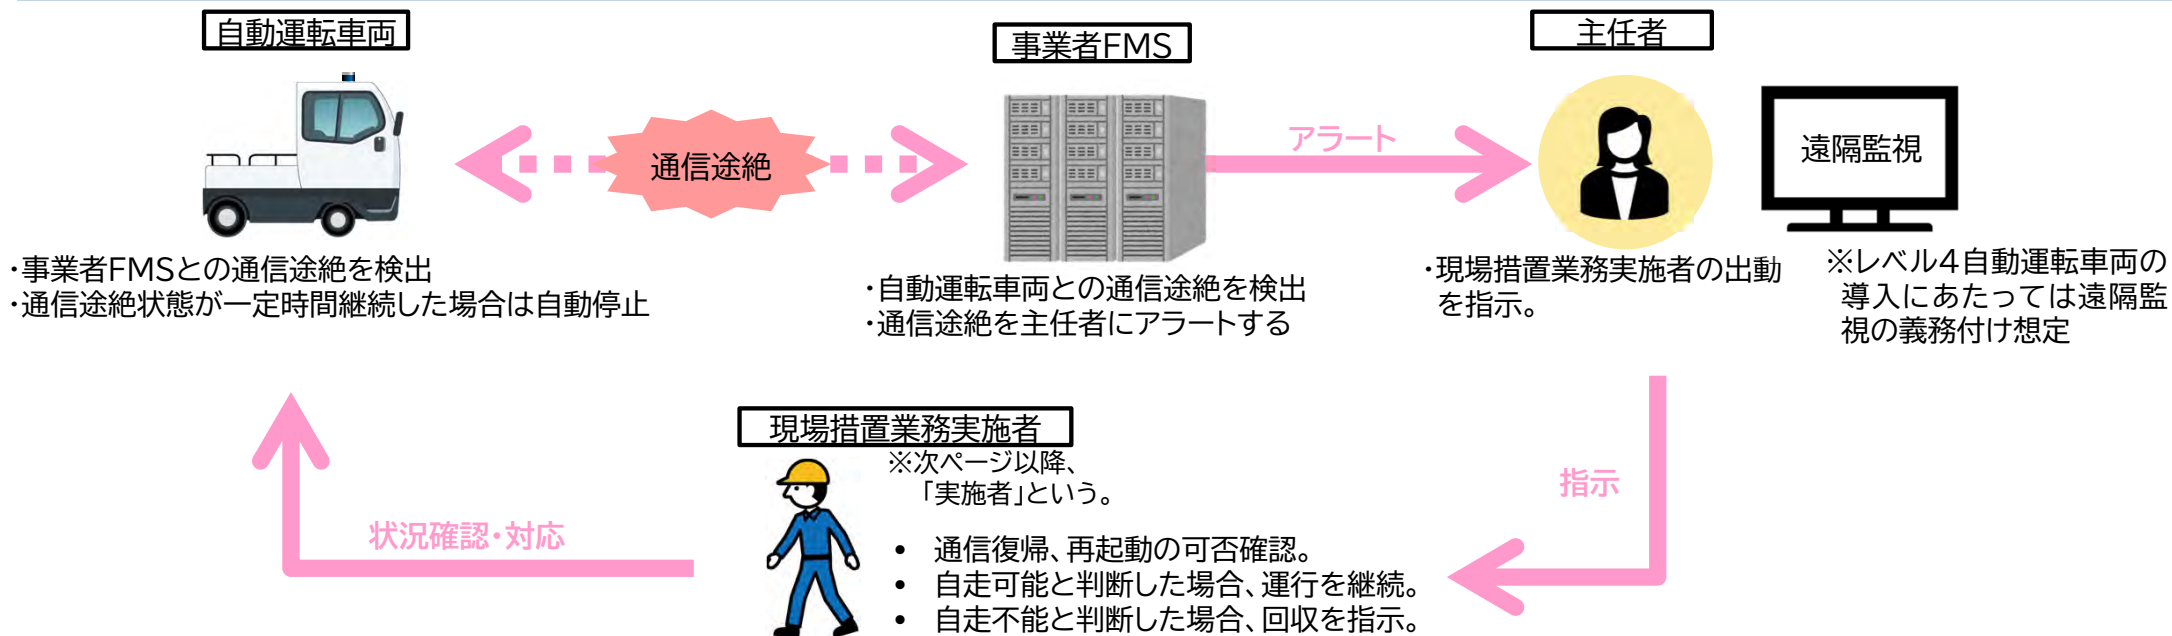 自動運転車両
事業者FMS
主任者
通信途絶
アラート
遠隔監視
・事業者FMSとの通信途絶を検出
・通信途絶状態が一定時間継続した場合は自動停止
・自動運転車両との通信途絶を検出
・通信途絶を主任者にアラートする
・現場措置業務実施者の出動
を指示。
※レベル4自動運転車両の
導入にあたっては遠隔監
視の義務付け想定
現場措置業務実施者
※次ページ以降、
「実施者」という。
指示
状況確認・対応
• 通信復帰、再起動の可否確認。
• 自走可能と判断した場合、運行を継続。
• 自走不能と判断した場合、回収を指示。